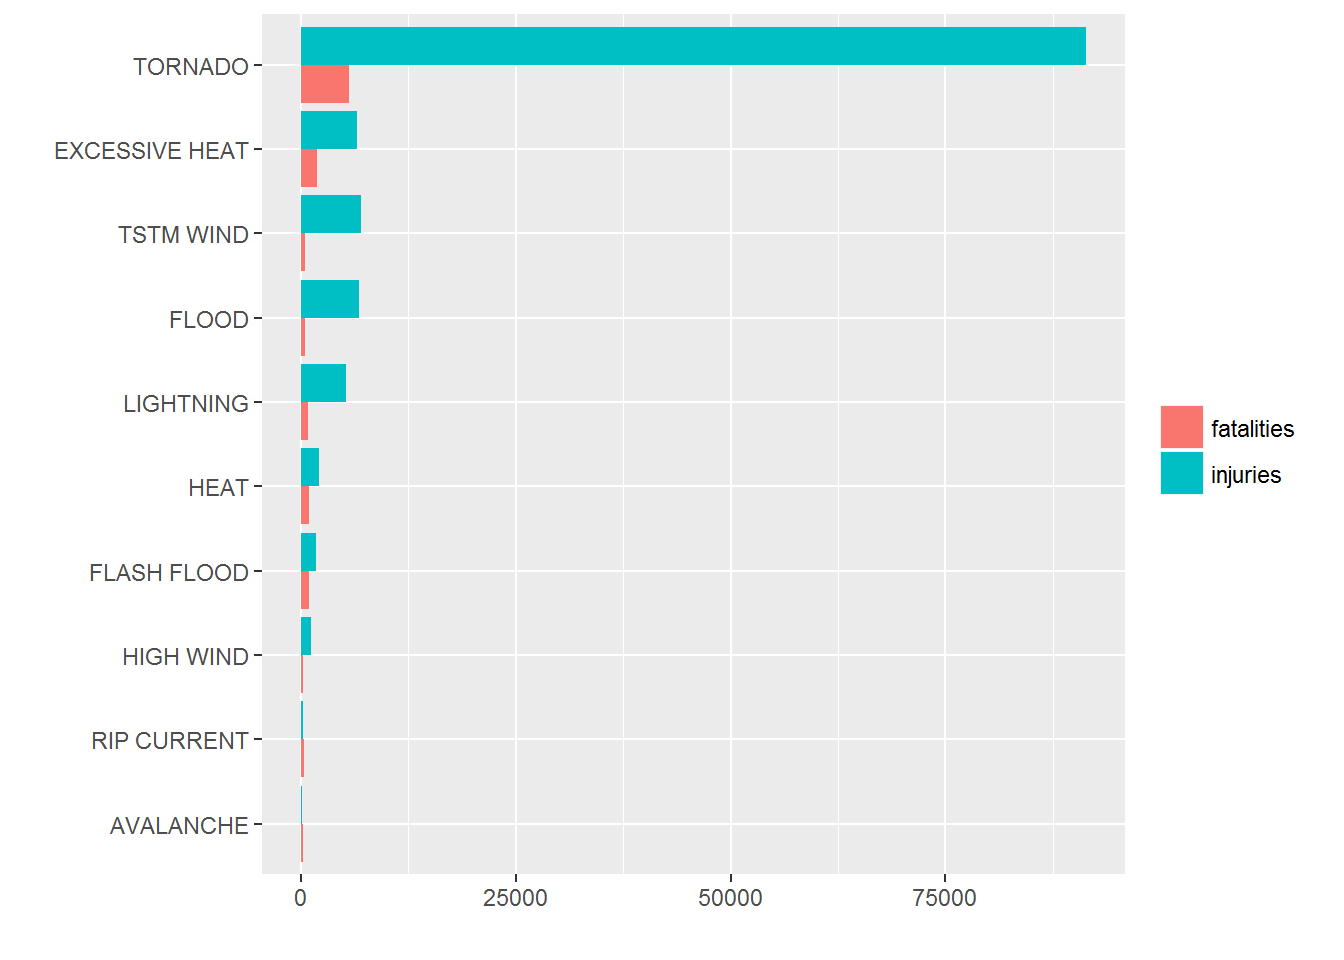 TORNADO
EXCESSIVE HEAT
TSTM WIND
FLOOD
LIGHTNING
HEAT
FLASH FLOOD
HIGH WIND
RIP CURRENT
AVALANCHE
0 25000 50000 75000
fatalities
injuries